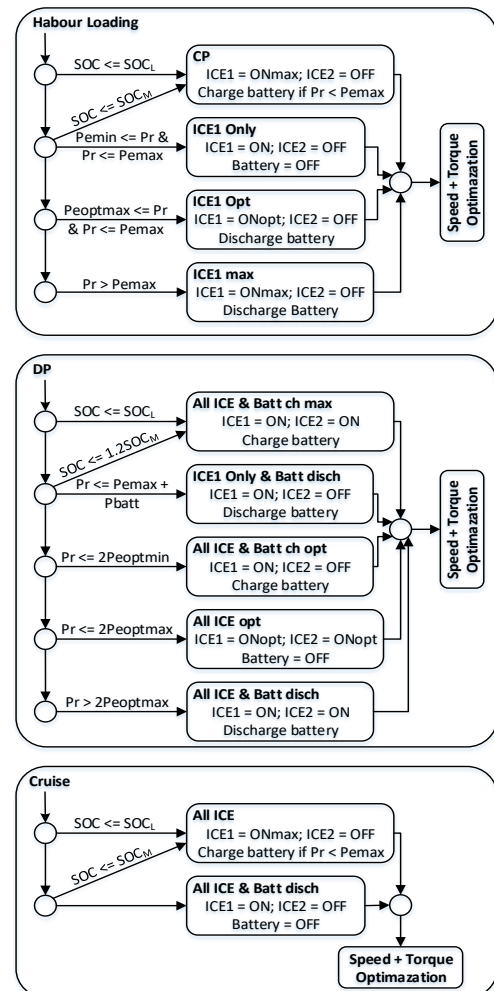 Habour Loading
SOC <= SOCL
CP
ICE1 = ONmax; ICE2 = OFF
Charge battery if Pr < Pemax
SOC <= SOCM
Pemin <= Pr &
Pr <= Pemax
ICE1 Only
ICE1 = ON; ICE2 = OFF
Battery = OFF
Peoptmax <= Pr
& Pr <= Pemax
ICE1 Opt
ICE1 = ONopt; ICE2 = OFF
Discharge battery
Pr > Pemax
ICE1 max
ICE1 = ONmax; ICE2 = OFF
Discharge Battery
Speed + Torque
Optimazation
DP
SOC <= SOCL
All ICE & Batt ch max
ICE1 = ON; ICE2 = ON
Charge battery
SOC <= 1.2SOCM
Pr <= Pemax +
Pbatt
ICE1 Only & Batt disch
ICE1 = ON; ICE2 = OFF
Discharge battery
Pr <= 2Peoptmin
All ICE & Batt ch opt
ICE1 = ON; ICE2 = OFF
Charge battery
Pr <= 2Peoptmax
All ICE opt
ICE1 = ONopt; ICE2 = ONopt
Battery = OFF
Pr > 2Peoptmax
All ICE & Batt disch
ICE1 = ON; ICE2 = ON
Discharge battery
Speed + Torque
Optimazation
Cruise
SOC <= SOCL
All ICE
ICE1 = ONmax; ICE2 = OFF
Charge battery if Pr < Pemax
SOC <= SOCM
All ICE & Batt disch
ICE1 = ON; ICE2 = OFF
Battery = OFF
Speed + Torque
Optimazation